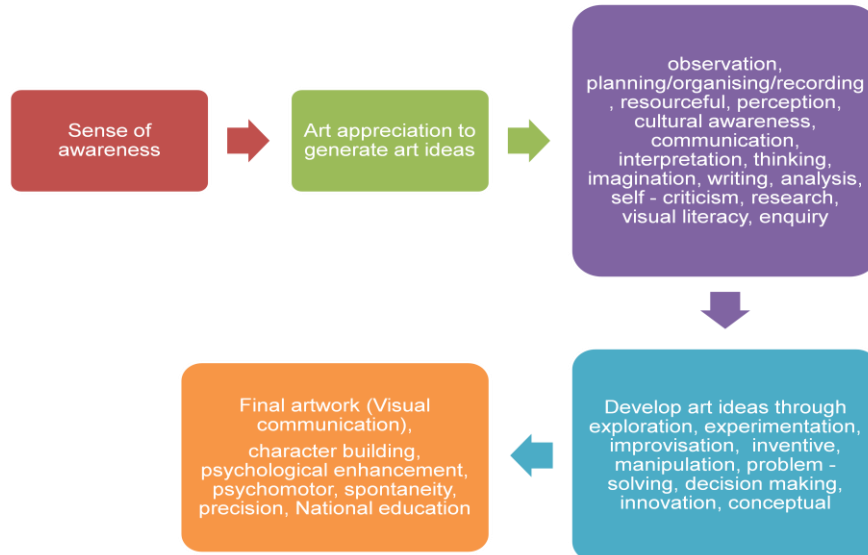 Sense of
awareness
Art appreciation to
generate art ideas
observation,
planning/organising/recording
, resourceful, perception,
cultural awareness,
communication,
interpretation, thinking,
imagination, writing, analysis,
self - criticism, research,
visual literacy, enquiry
Develop art ideas through
exploration, experimentation,
improvisation, inventive,
manipulation, problem -
solving, decision making,
innovation, conceptual
Final artwork (Visual
communication),
character building,
psychological enhancement,
psychomotor, spontaneity,
precision, National education